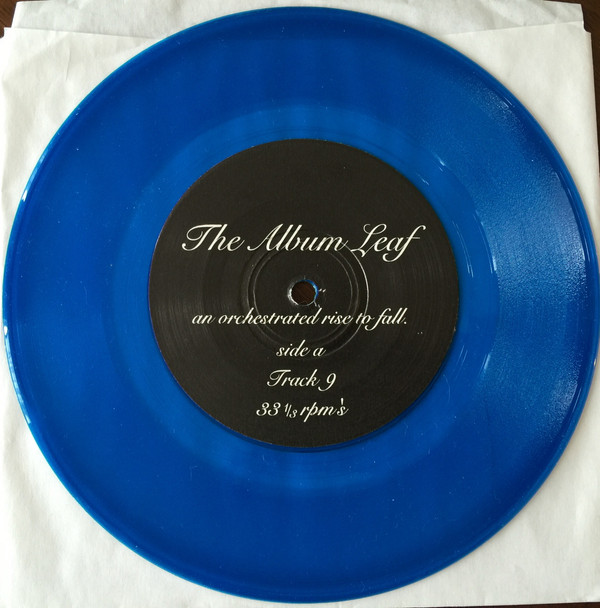 The Album Leaf
an orchestrated rise to fall.
side a
Track 9
33 1/3 rpm's